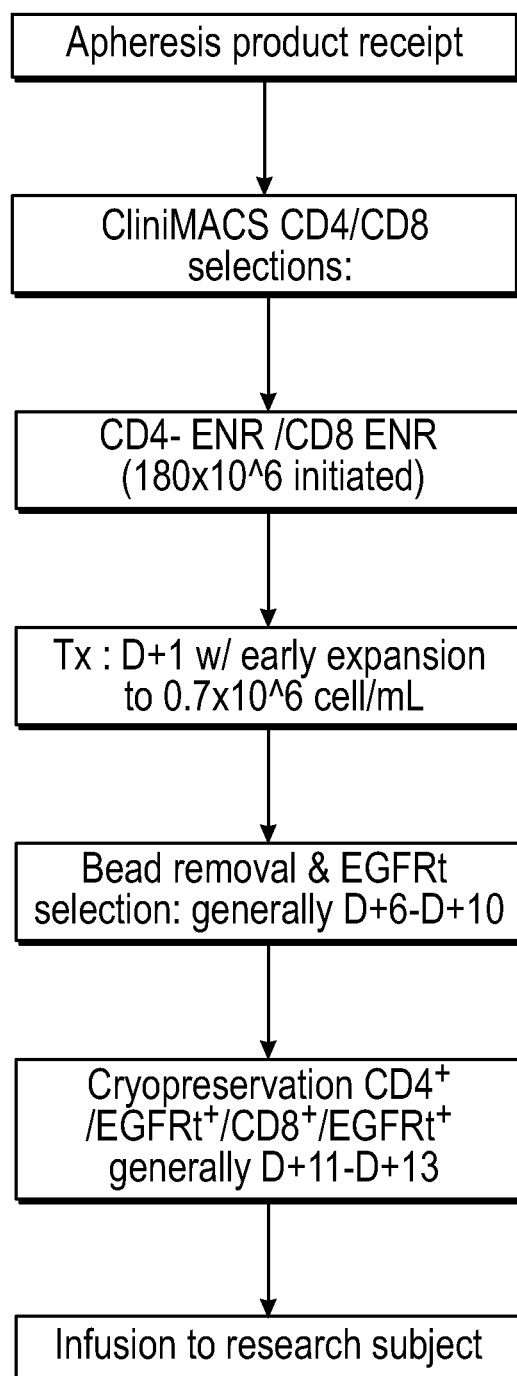 Apheresis product receipt
CliniMACS CD4/CD8
selections:
CD4- ENR /CD8 ENR
(180x10^6 initiated)
Tx : D+1 w/ early expansion
to 0.7x10^6 cell/mL
Bead removal & EGFRt
selection: generally D+6-D+10
Cryopreservation CD4⁺
/EGFRt⁺/CD8⁺/EGFRt⁺
generally D+11-D+13
Infusion to research subject